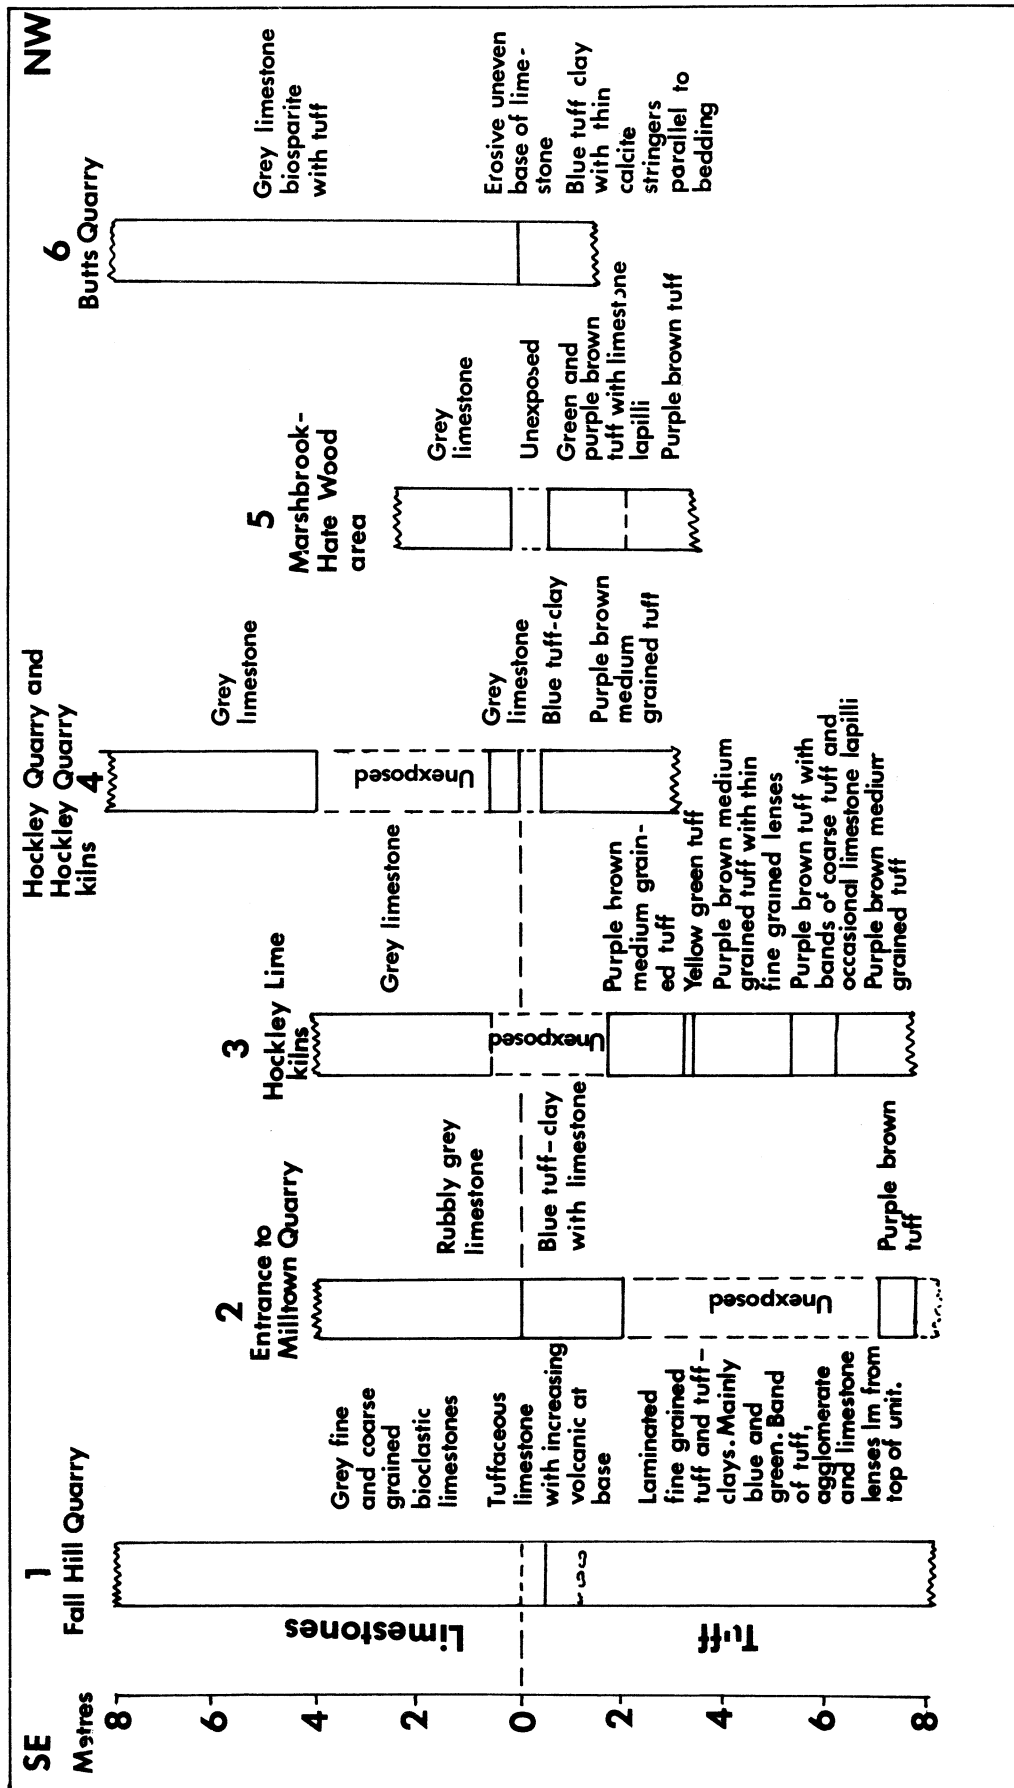 SE
NW
Metres
8
6
4
2
0
2
4
6
8
Limestones
Tuff
1
Fall Hill Quarry
Grey fine
and coarse
grained
bioclastic
limestones
Tuffaceous
limestone
with increasing
volcanic at
base
Laminated
fine grained
tuff and tuff-
clays. Mainly
blue and
green. Band
of tuff,
agglomerate
and limestone
lenses 1m from
top of unit.
2
Entrance to
Milltown Quarry
Rubbly grey
limestone
Blue tuff-clay
with limestone
Unexposed
Purple brown
tuff
3
Hockley Lime
kilns
Grey limestone
Unexposed
Purple brown
medium grain-
ed tuff
Yellow green tuff
Purple brown medium
grained tuff with thin
fine grained lenses
Purple brown tuff with
bands of coarse tuff and
occasional limestone lapilli
Purple brown medium
grained tuff
Hockley Quarry and
Hockley Quarry
kilns
4
Grey
limestone
Unexposed
Grey
limestone
Blue tuff-clay
Purple brown
medium
grained tuff
5
Marshbrook-
Hate Wood
area
Grey
limestone
Unexposed
Green and
purple brown
tuff with limestone
lapilli
Purple brown tuff
6
Butts Quarry
Grey limestone
biosparite
with tuff
Erosive uneven
base of lime-
stone
Blue tuff clay
with thin
calcite
stringers
parallel to
bedding